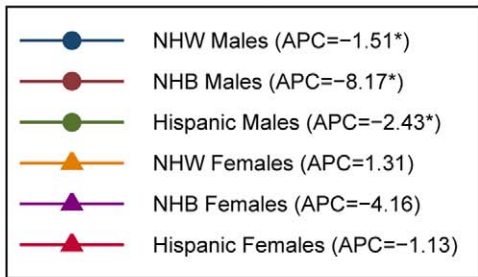 NHW Males (APC=−1.51*)
NHB Males (APC=−8.17*)
Hispanic Males (APC=−2.43*)
NHW Females (APC=1.31)
NHB Females (APC=−4.16)
Hispanic Females (APC=−1.13)